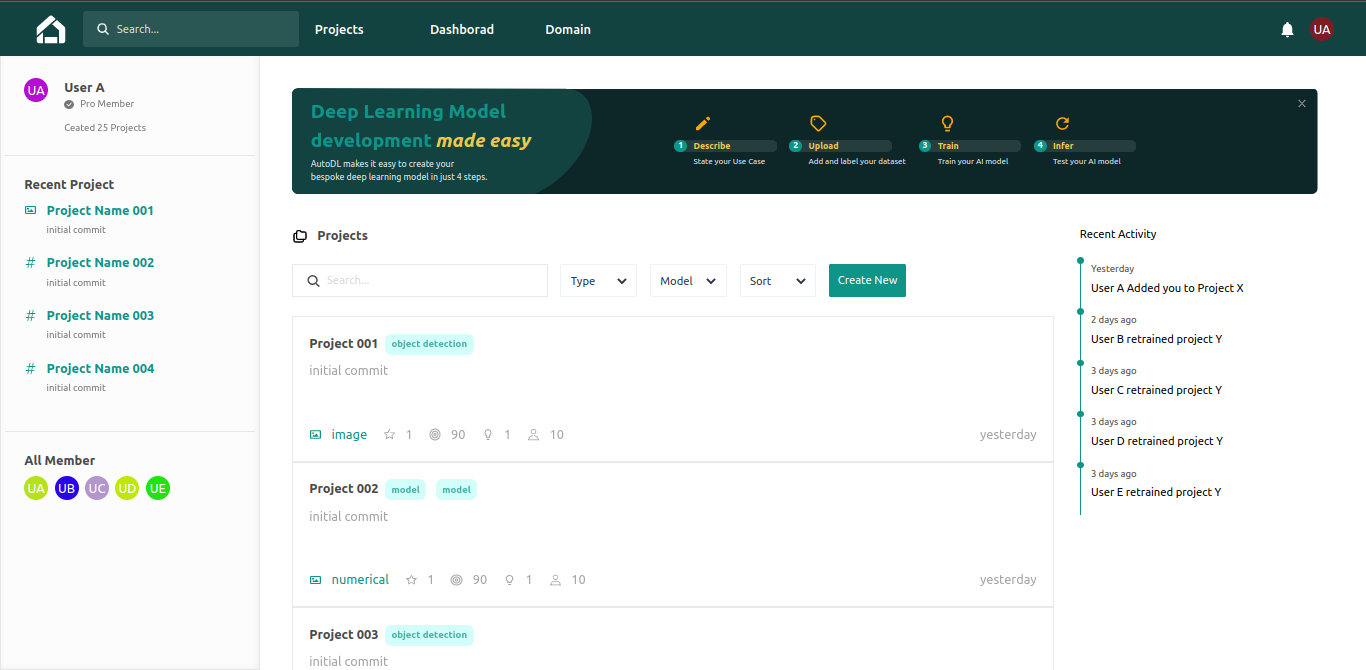 Search...
Projects
Dashborad
Domain
UA
UA
User A
Pro Member
Ceated 25 Projects
Recent Project
Project Name 001
initial commit
# Project Name 002
initial commit
# Project Name 003
initial commit
# Project Name 004
initial commit
All Member
UA UB UC UD UE
Deep Learning Model
development made easy
AutoDL makes it easy to create your
bespoke deep learning model in just 4 steps.
1 Describe
State your Use Case
2 Upload
Add and label your dataset
3 Train
Train your AI model
4 Infer
Test your AI model
Projects
Search...
Type
Model
Sort
Create New
Project 001 object detection
initial commit
image 1 90 1 10 yesterday
Project 002 model model
initial commit
numerical 1 90 1 10 yesterday
Project 003 object detection
initial commit
Recent Activity
Yesterday
User A Added you to Project X
2 days ago
User B retrained project Y
3 days ago
User C retrained project Y
3 days ago
User D retrained project Y
3 days ago
User E retrained project Y